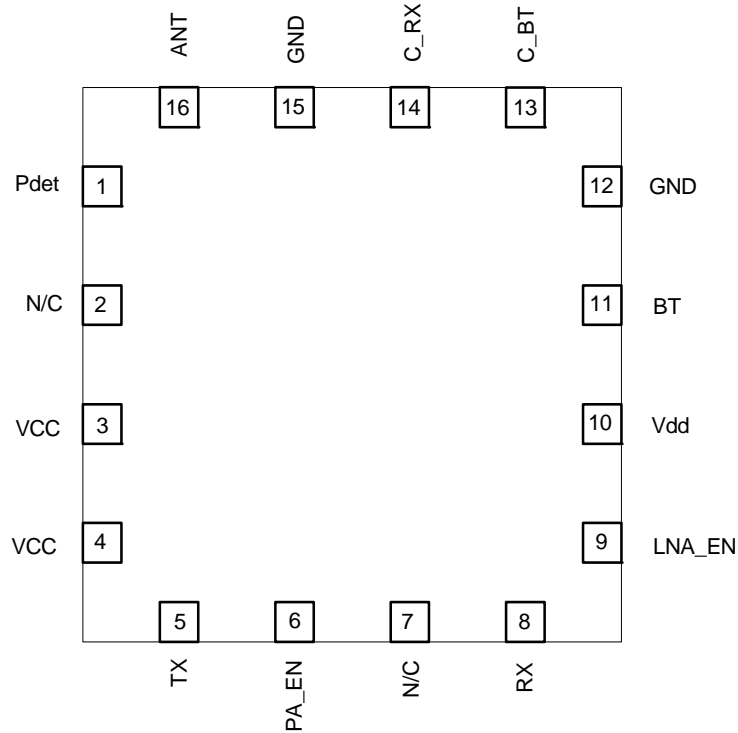 ANT
GND
C_RX
C_BT
16
15
14
13
Pdet
1
12
GND
N/C
2
11
BT
VCC
3
10
Vdd
VCC
4
9
LNA_EN
5
6
7
8
TX
PA_EN
N/C
RX